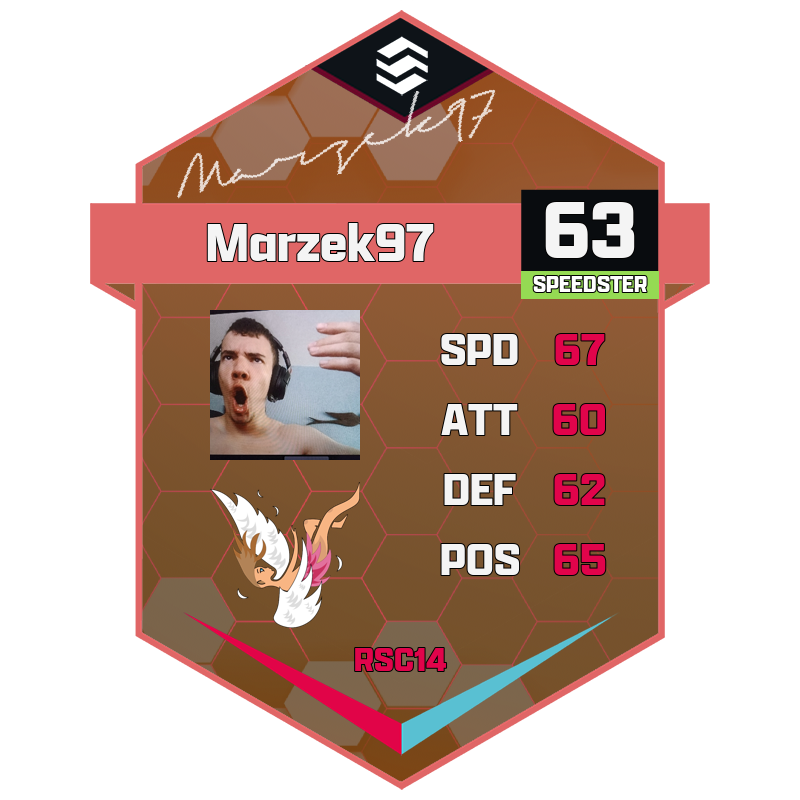 Marzek97
Marzek97
63
SPEEDSTER
SPD 67
ATT 60
DEF 62
POS 65
RSC14